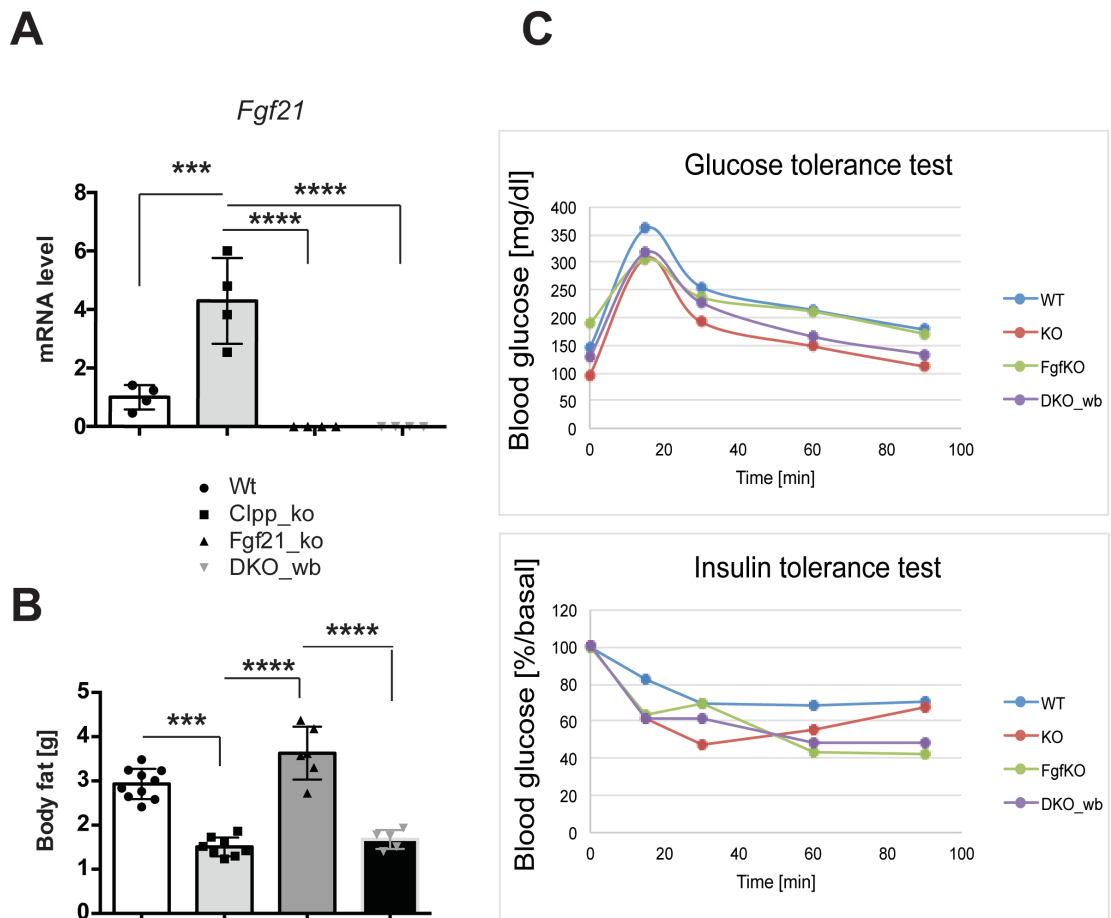 A
Fgf21
***
****
****
mRNA level
8
6
4
2
0
Wt
Clpp_ko
Fgf21_ko
DKO_wb
B
****
****
***
Body fat [g]
5
4
3
2
1
0
C
Glucose tolerance test
Blood glucose [mg/dl]
400
350
300
250
200
150
100
50
0
0 20 40 60 80 100
Time [min]
WT
KO
FgfKO
DKO_wb
Insulin tolerance test
Blood glucose [%/basal]
120
100
80
60
40
20
0
0 20 40 60 80 100
Time [min]
WT
KO
FgfKO
DKO_wb